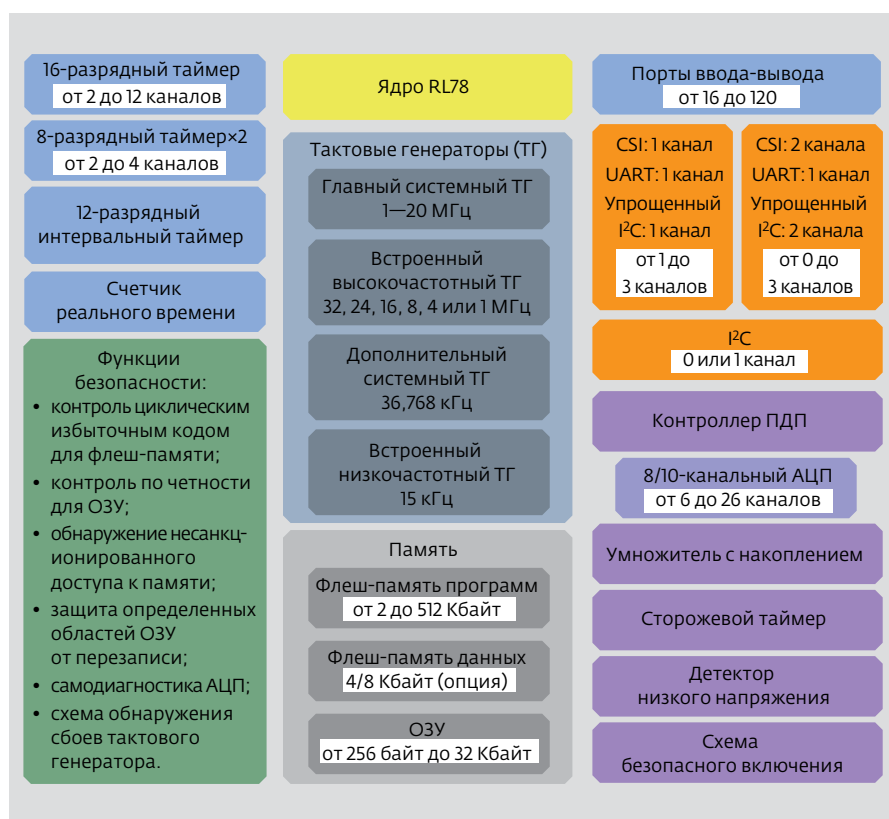 16-разрядный таймер
от 2 до 12 каналов
8-разрядный таймер×2
от 2 до 4 каналов
12-разрядный
интервальный таймер
Счетчик
реального времени
Функции
безопасности:
• контроль циклическим
избыточным кодом
для флеш-памяти;
• контроль по четности
для ОЗУ;
• обнаружение несанкц-
ионированного
доступа к памяти;
• защита определенных
областей ОЗУ
от перезаписи;
• самодиагностика АЦП;
• схема обнаружения
сбоев тактового
генератора.
Ядро RL78
Тактовые генераторы (ТГ)
Главный системный ТГ
1—20 МГц
Встроенный
высокочастотный ТГ
32, 24, 16, 8, 4 или 1 МГц
Дополнительный
системный ТГ
36,768 кГц
Встроенный
низкочастотный ТГ
15 кГц
Память
Флеш-память программ
от 2 до 512 Кбайт
Флеш-память данных
4/8 Кбайт (опция)
ОЗУ
от 256 байт до 32 Кбайт
Порты ввода-вывода
от 16 до 120
CSI: 1 канал
UART: 1 канал
Упрощенный
I²C: 1 канал
от 1 до
3 каналов
CSI: 2 канала
UART: 1 канал
Упрощенный
I²C: 2 канала
от 0 до
3 каналов
I²C
0 или 1 канал
Контроллер ПДП
8/10-канальный АЦП
от 6 до 26 каналов
Умножитель с накоплением
Сторожевой таймер
Детектор
низкого напряжения
Схема
безопасного включения